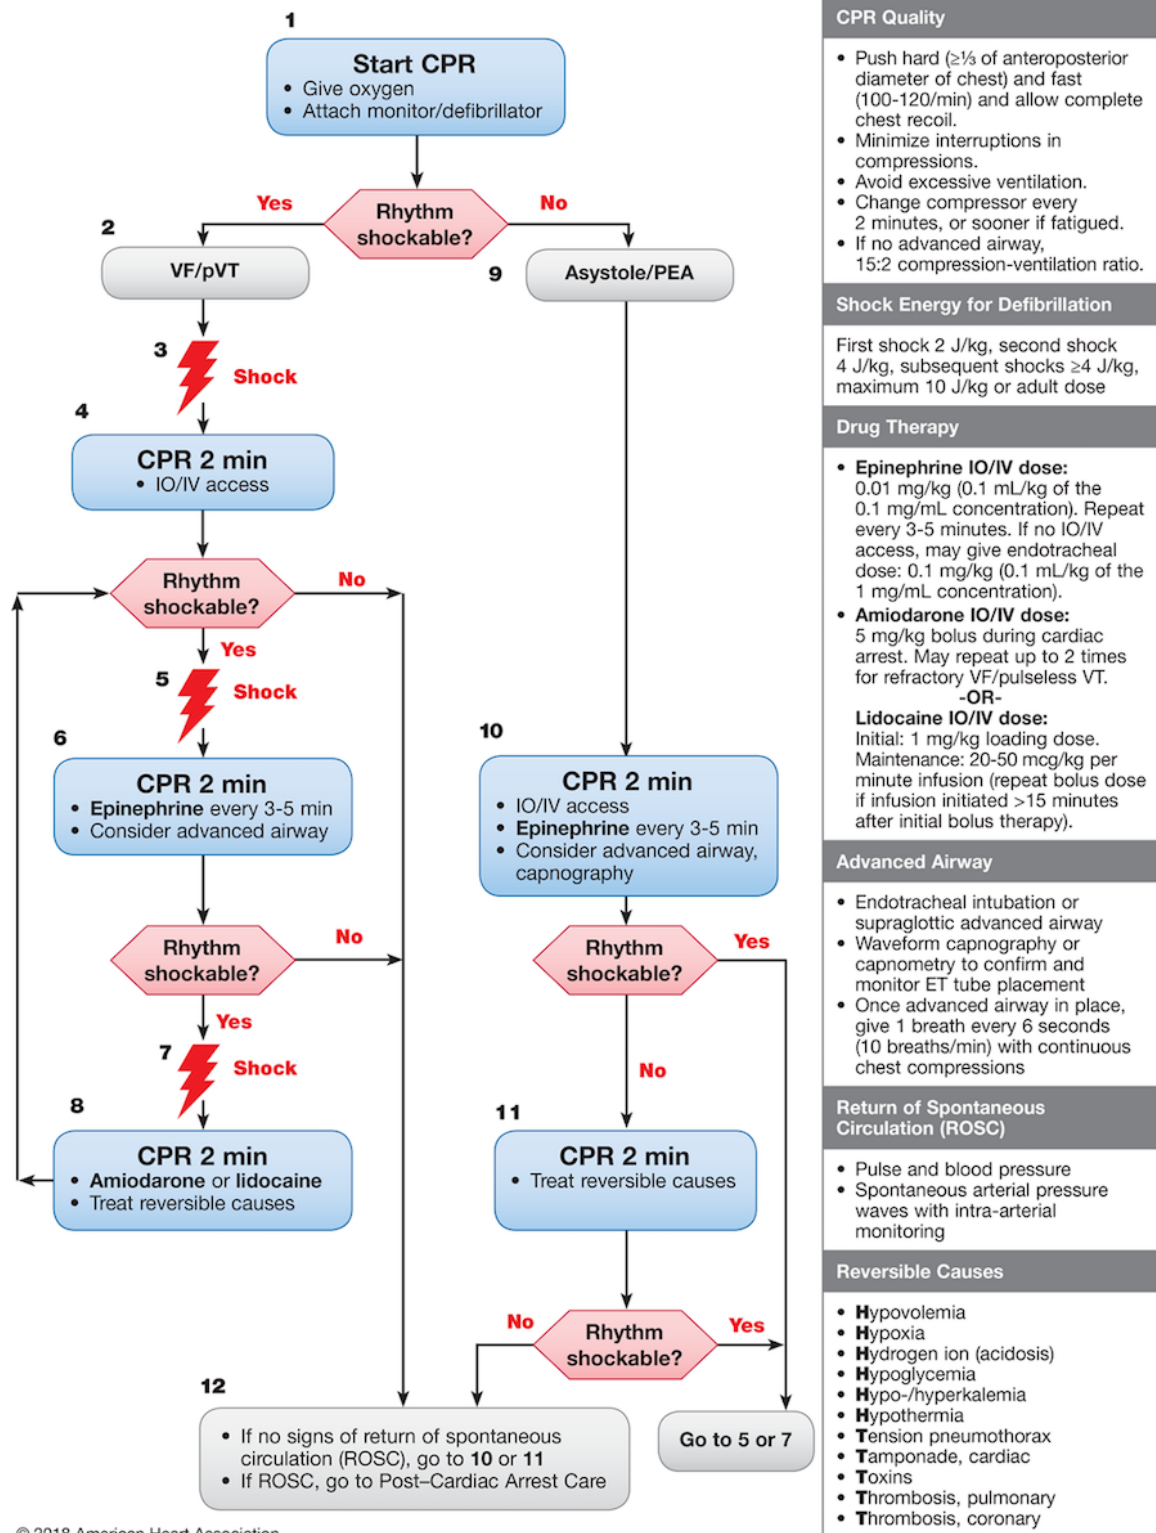 1
Start CPR
• Give oxygen
• Attach monitor/defibrillator
Yes
Rhythm
shockable?
No
2
VF/pVT
9
Asystole/PEA
3
Shock
4
CPR 2 min
• IO/IV access
Rhythm
shockable?
No
Yes
5
Shock
6
CPR 2 min
• Epinephrine every 3-5 min
• Consider advanced airway
Rhythm
shockable?
No
Yes
7
Shock
8
CPR 2 min
• Amiodarone or lidocaine
• Treat reversible causes
10
CPR 2 min
• IO/IV access
• Epinephrine every 3-5 min
• Consider advanced airway,
capnography
Rhythm
shockable?
Yes
No
11
CPR 2 min
• Treat reversible causes
No
Rhythm
shockable?
Yes
12
• If no signs of return of spontaneous
circulation (ROSC), go to 10 or 11
• If ROSC, go to Post–Cardiac Arrest Care
Go to 5 or 7
© 2018 American Heart Association
CPR Quality
• Push hard (≥⅓ of anteroposterior
diameter of chest) and fast
(100-120/min) and allow complete
chest recoil.
• Minimize interruptions in
compressions.
• Avoid excessive ventilation.
• Change compressor every
2 minutes, or sooner if fatigued.
• If no advanced airway,
15:2 compression-ventilation ratio.
Shock Energy for Defibrillation
First shock 2 J/kg, second shock
4 J/kg, subsequent shocks ≥4 J/kg,
maximum 10 J/kg or adult dose
Drug Therapy
• Epinephrine IO/IV dose:
0.01 mg/kg (0.1 mL/kg of the
0.1 mg/mL concentration). Repeat
every 3-5 minutes. If no IO/IV
access, may give endotracheal
dose: 0.1 mg/kg (0.1 mL/kg of the
1 mg/mL concentration).
• Amiodarone IO/IV dose:
5 mg/kg bolus during cardiac
arrest. May repeat up to 2 times
for refractory VF/pulseless VT.
-OR-
Lidocaine IO/IV dose:
Initial: 1 mg/kg loading dose.
Maintenance: 20-50 mcg/kg per
minute infusion (repeat bolus dose
if infusion initiated >15 minutes
after initial bolus therapy).
Advanced Airway
• Endotracheal intubation or
supraglottic advanced airway
• Waveform capnography or
capnometry to confirm and
monitor ET tube placement
• Once advanced airway in place,
give 1 breath every 6 seconds
(10 breaths/min) with continuous
chest compressions
Return of Spontaneous
Circulation (ROSC)
• Pulse and blood pressure
• Spontaneous arterial pressure
waves with intra-arterial
monitoring
Reversible Causes
• Hypovolemia
• Hypoxia
• Hydrogen ion (acidosis)
• Hypoglycemia
• Hypo-/hyperkalemia
• Hypothermia
• Tension pneumothorax
• Tamponade, cardiac
• Toxins
• Thrombosis, pulmonary
• Thrombosis, coronary